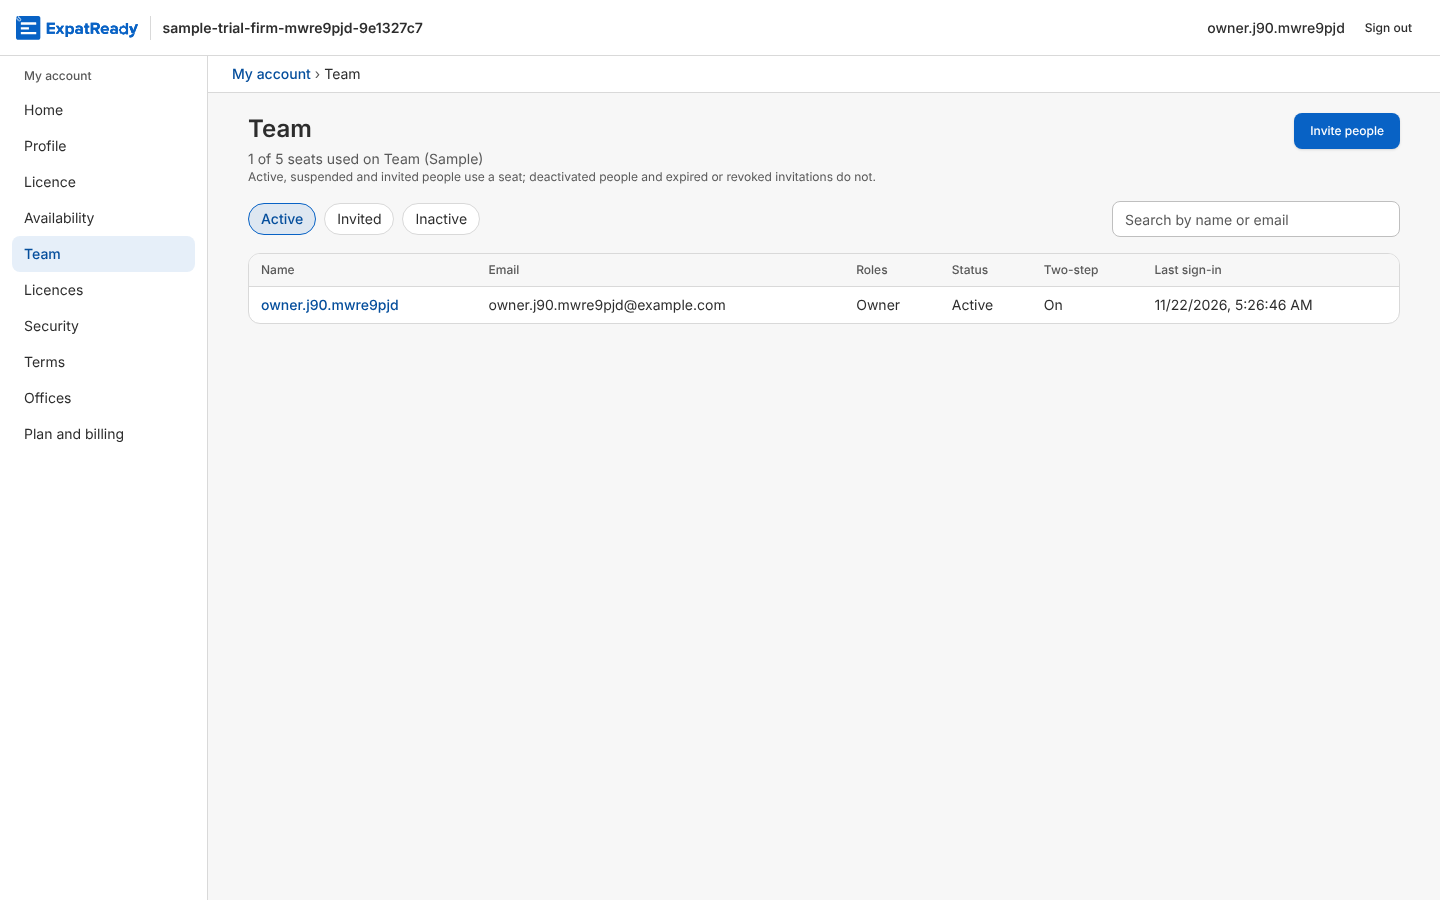 ExpatReady
sample-trial-firm-mwre9pjd-9e1327c7
owner.j90.mwre9pjd
Sign out
My account
Home
Profile
Licence
Availability
Team
Licences
Security
Terms
Offices
Plan and billing
My account › Team
Team
Invite people
1 of 5 seats used on Team (Sample)
Active, suspended and invited people use a seat; deactivated people and expired or revoked invitations do not.
Active
Invited
Inactive
Search by name or email
Name Email Roles Status Two-step Last sign-in
owner.j90.mwre9pjd owner.j90.mwre9pjd@example.com Owner Active On 11/22/2026, 5:26:46 AM